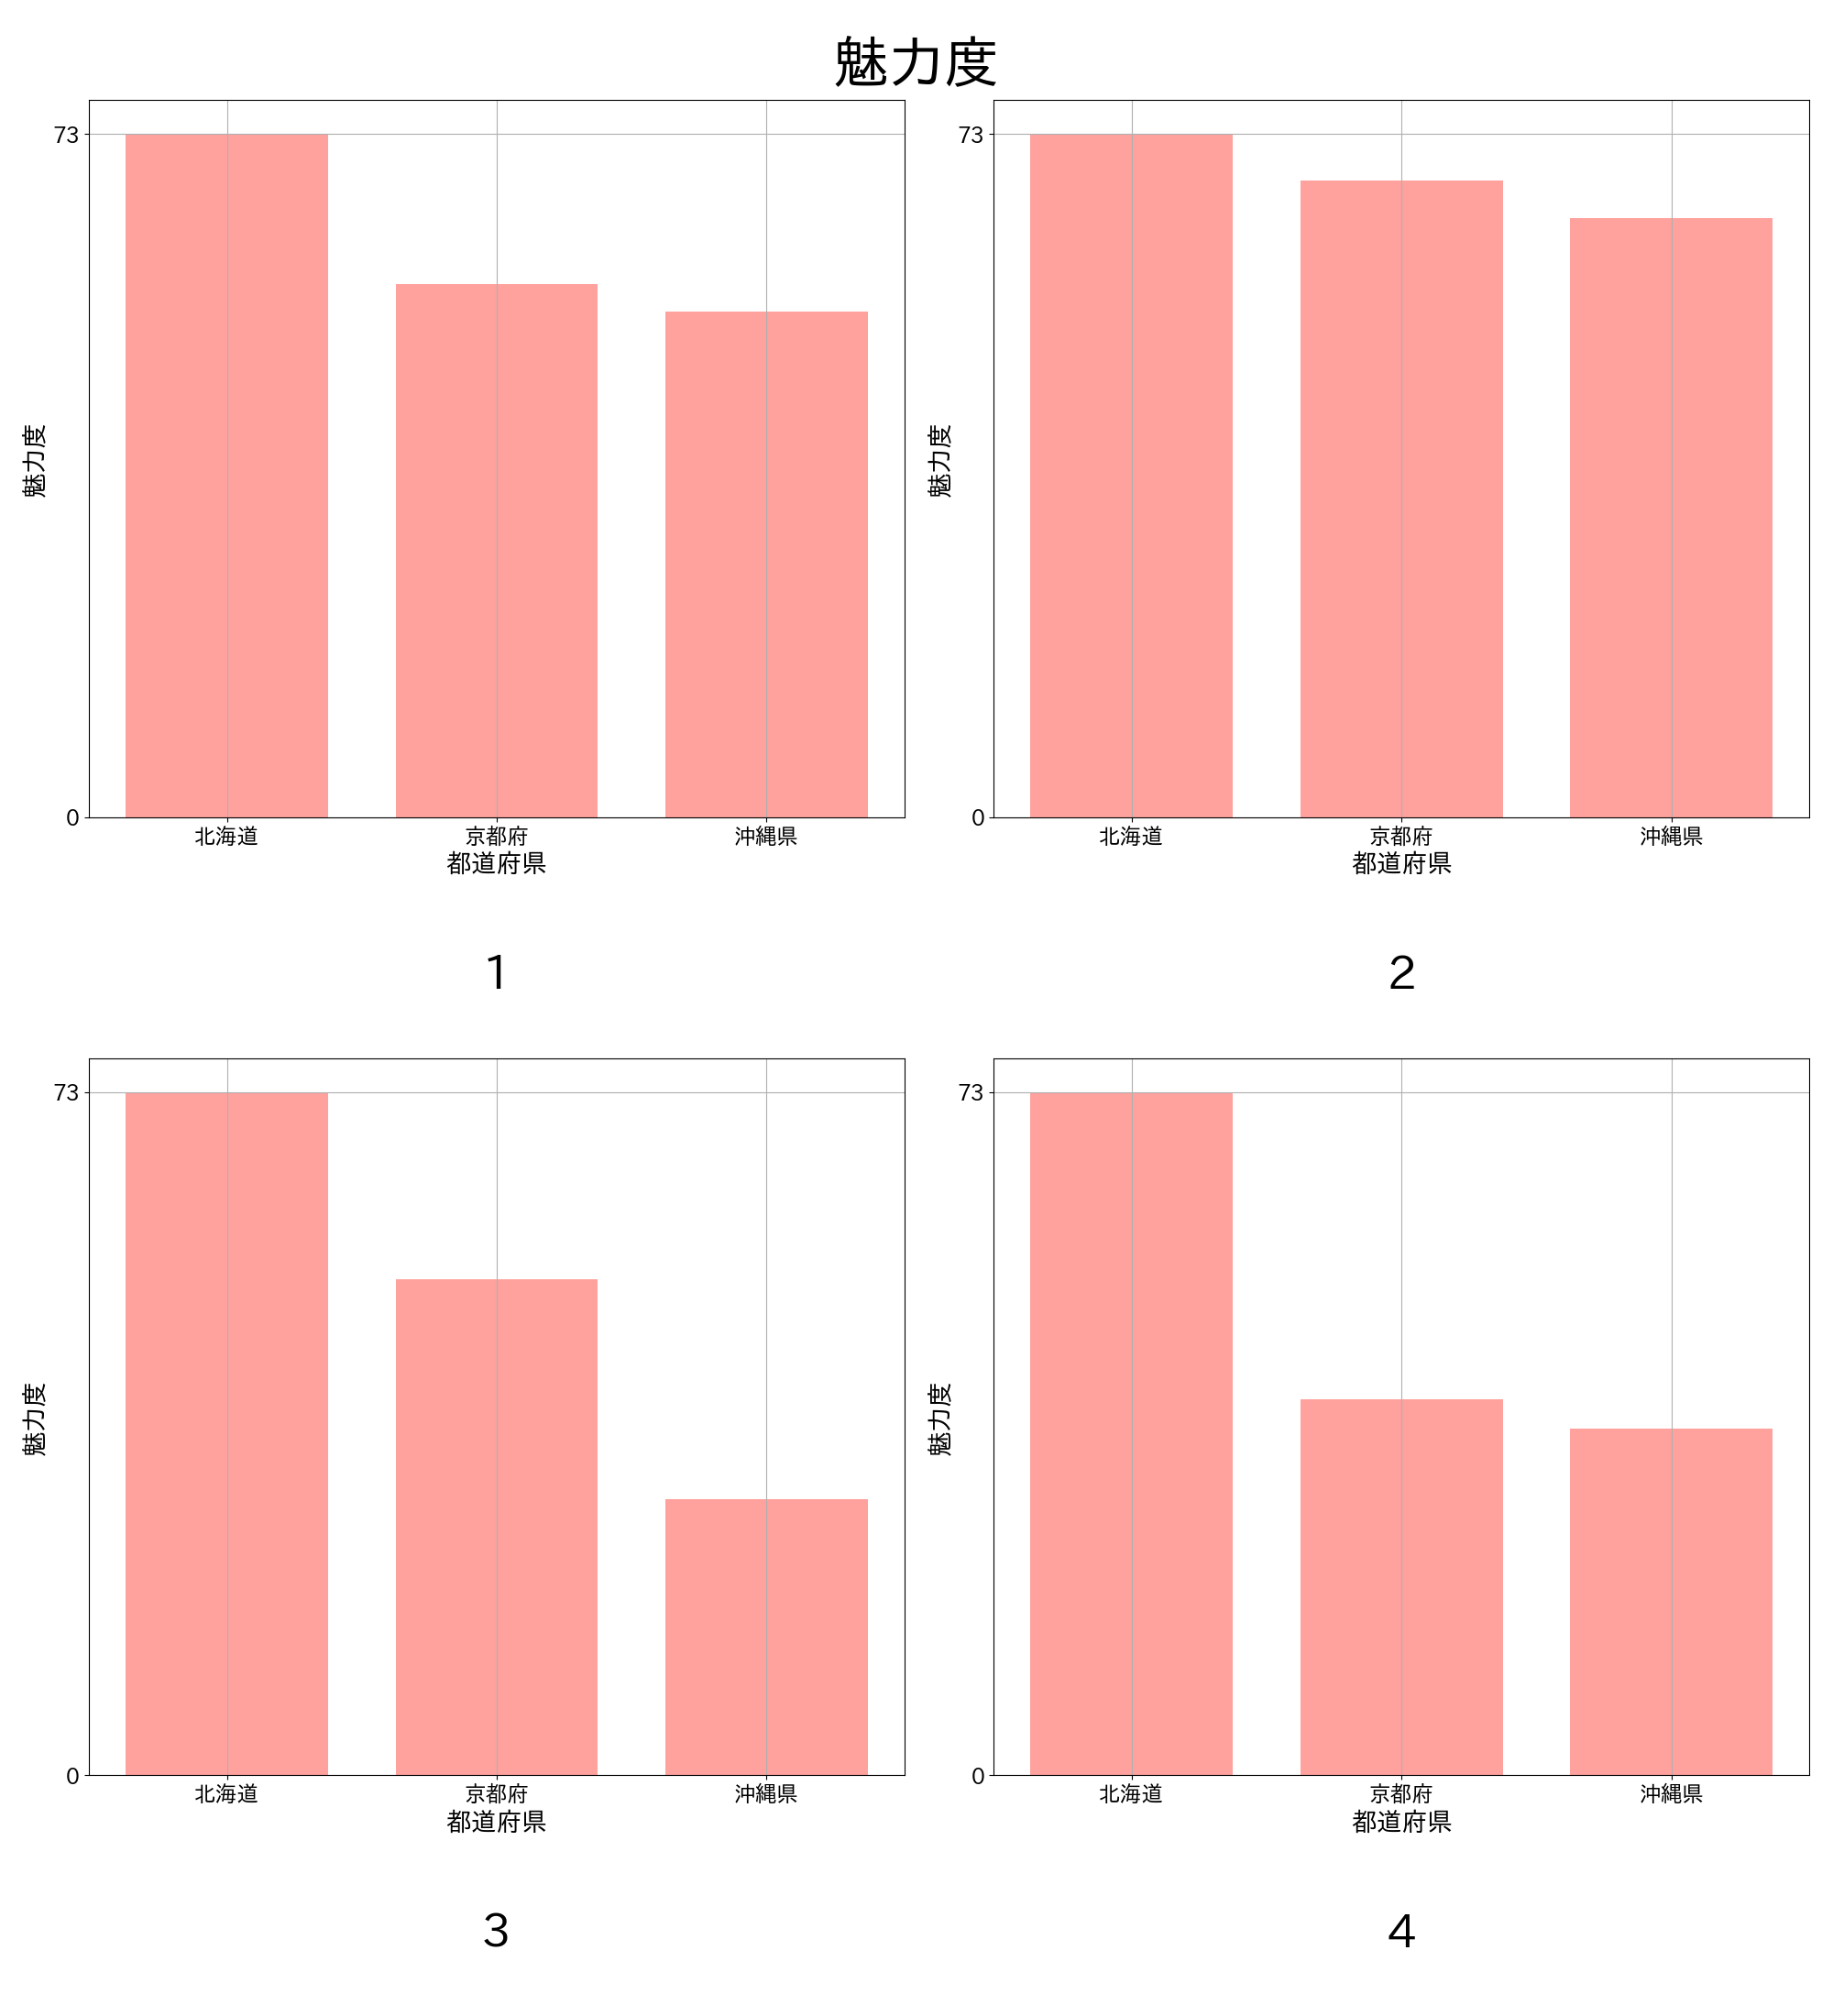 魅力度
73
魅力度
0
北海道 京都府 沖縄県
都道府県
1
73
魅力度
0
北海道 京都府 沖縄県
都道府県
2
73
魅力度
0
北海道 京都府 沖縄県
都道府県
3
73
魅力度
0
北海道 京都府 沖縄県
都道府県
4